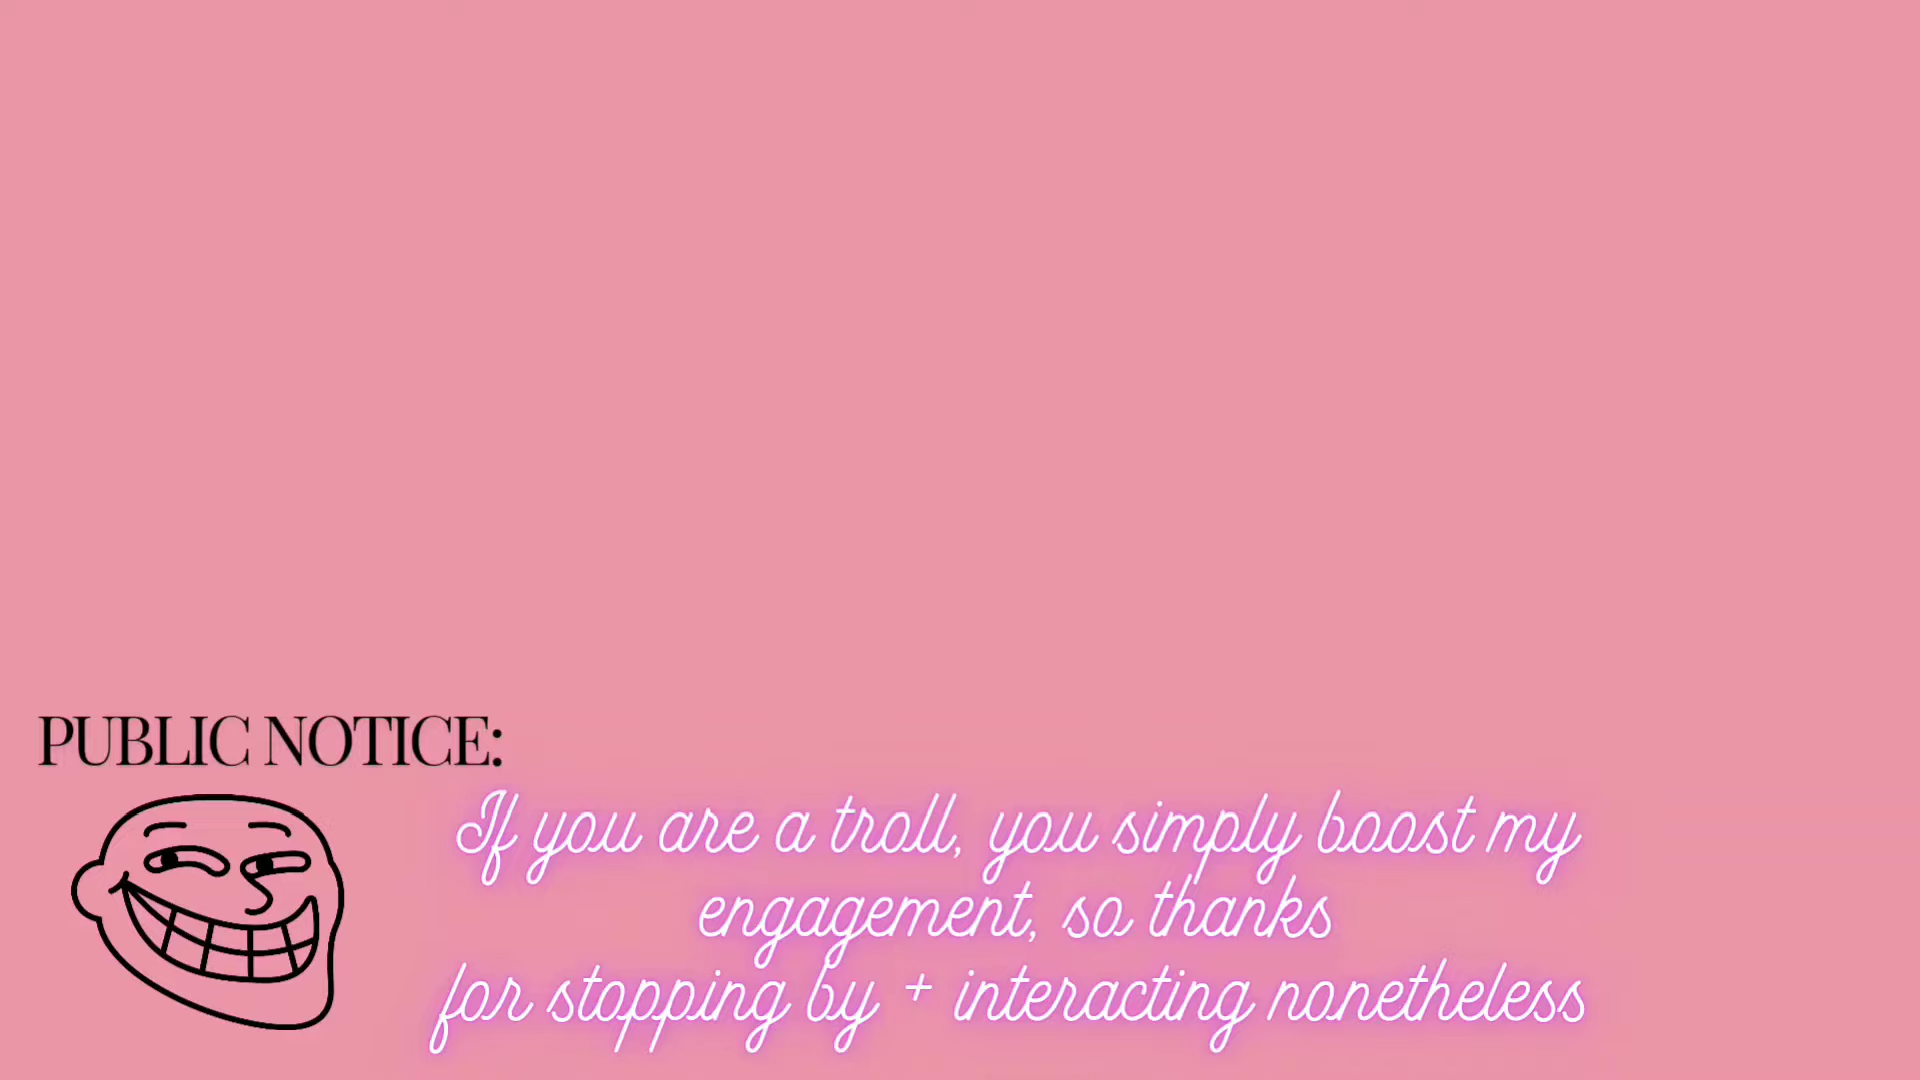 PUBLIC NOTICE:
If you are a troll, you simply boost my
engagement, so thanks
for stopping by + interacting nonetheless